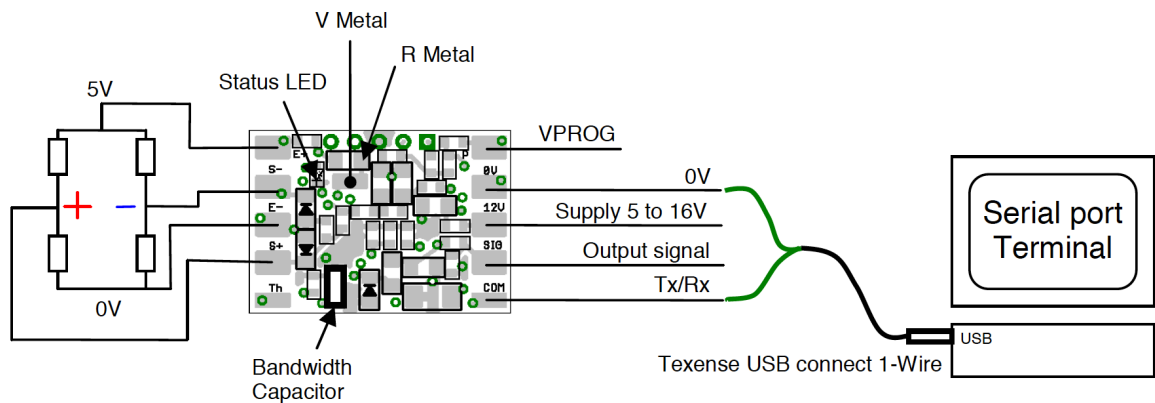 V Metal
R Metal
Status LED
5V
E+
P
VPROG
S-
0V
0V
+
-
E-
12V
Supply 5 to 16V
Serial port
Terminal
S+
SIG
Output signal
0V
Th
COM
Tx/Rx
USB
Bandwidth
Capacitor
Texense USB connect 1-Wire